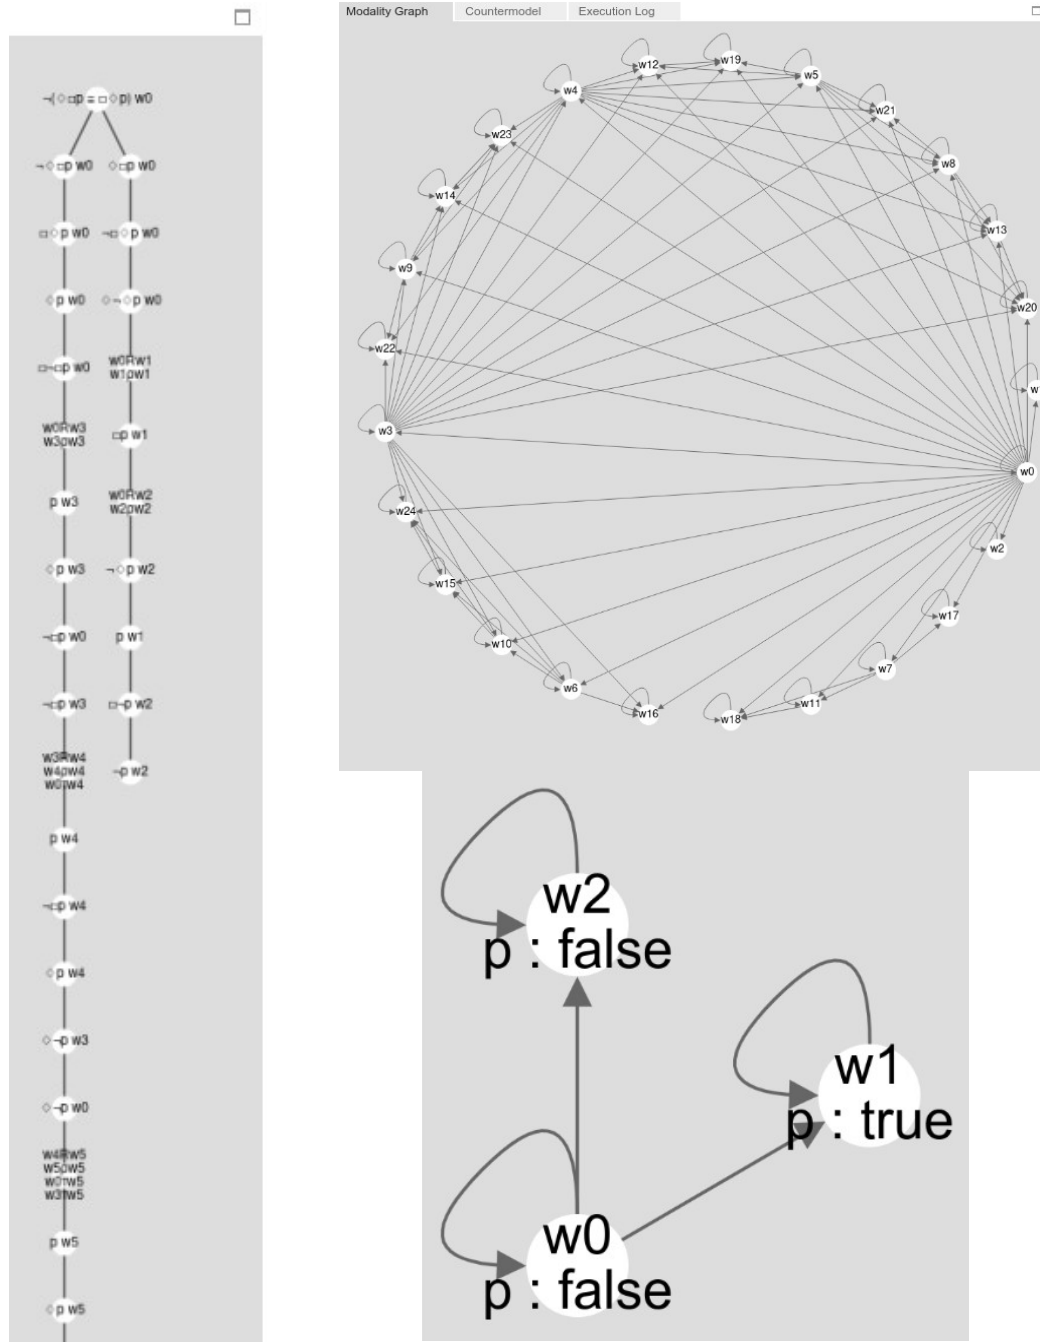 Modality Graph
Countermodel
Execution Log
¬(◇□p ≡ □◇p) w0
¬◇□p w0
◇□p w0
□◇p w0
¬□◇p w0
◇p w0
◇¬◇p w0
□¬□p w0
w0Rw1
w1ρw1
w0Rw3
w3ρw3
□p w1
p w3
w0Rw2
w2ρw2
◇p w3
¬◇p w2
¬□p w0
p w1
¬□p w3
□¬p w2
w3Rw4
w4ρw4
w0τw4
¬p w2
p w4
¬□p w4
◇p w4
◇¬p w3
◇¬p w0
w4Rw5
w5ρw5
w0τw5
w3τw5
p w5
◇p w5
w12
w19
w5
w4
w21
w23
w8
w14
w13
w9
w20
w22
w3
w0
w24
w2
w15
w17
w10
w7
w6
w11
w16
w18
w2
p : false
w1
p : true
w0
p : false